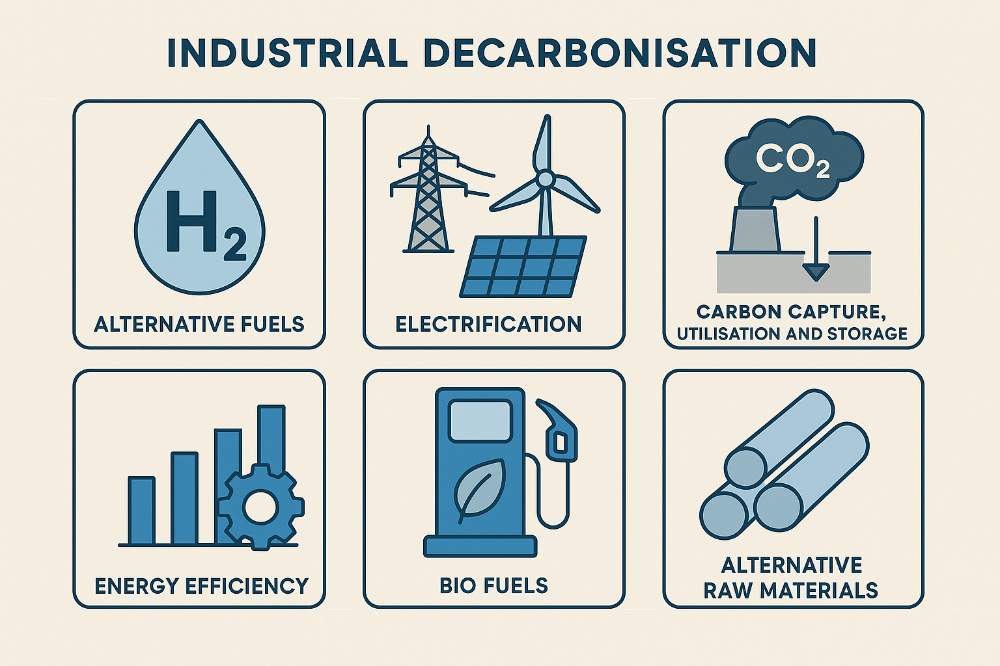 INDUSTRIAL DECARBONISATION
H₂
ALTERNATIVE FUELS
ELECTRIFICATION
CO₂
CARBON CAPTURE,
UTILISATION AND STORAGE
ENERGY EFFICIENCY
BIO FUELS
ALTERNATIVE
RAW MATERIALS